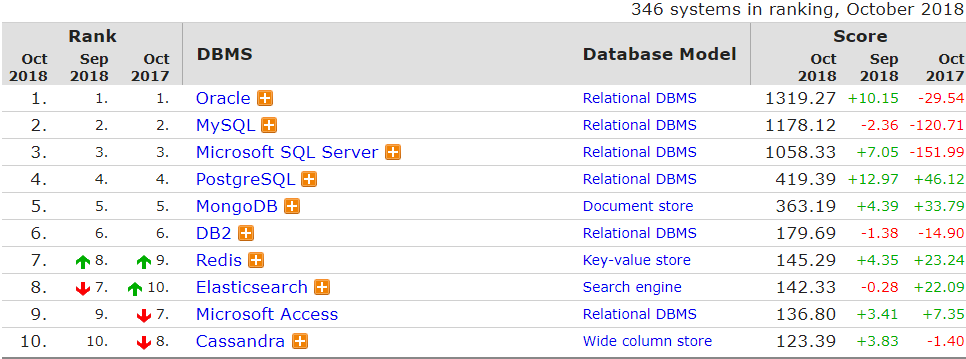 346 systems in ranking, October 2018
Rank DBMS Database Model Score
Oct 2018 Sep 2018 Oct 2017 Oct 2018 Sep 2018 Oct 2017
1. 1. 1. Oracle Relational DBMS 1319.27 +10.15 -29.54
2. 2. 2. MySQL Relational DBMS 1178.12 -2.36 -120.71
3. 3. 3. Microsoft SQL Server Relational DBMS 1058.33 +7.05 -151.99
4. 4. 4. PostgreSQL Relational DBMS 419.39 +12.97 +46.12
5. 5. 5. MongoDB Document store 363.19 +4.39 +33.79
6. 6. 6. DB2 Relational DBMS 179.69 -1.38 -14.90
7. 8. 9. Redis Key-value store 145.29 +4.35 +23.24
8. 7. 10. Elasticsearch Search engine 142.33 -0.28 +22.09
9. 9. 7. Microsoft Access Relational DBMS 136.80 +3.41 +7.35
10. 10. 8. Cassandra Wide column store 123.39 +3.83 -1.40